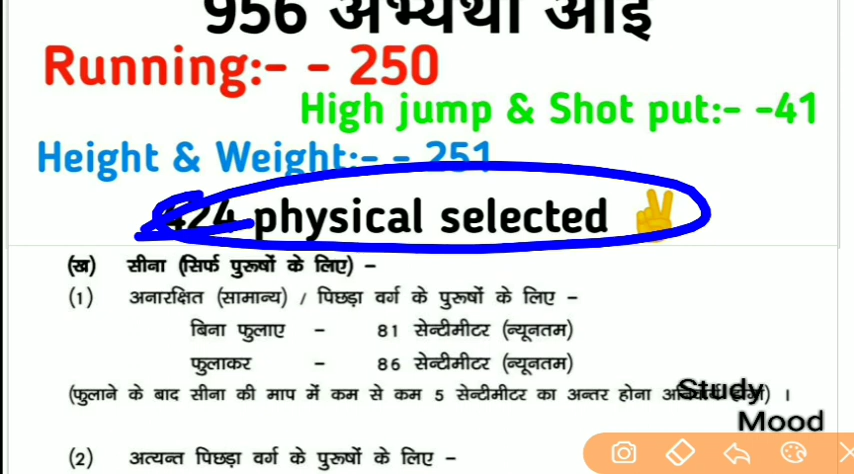 956 अभ्यर्थी आई
Running:- - 250
High jump & Shot put:- -41
Height & Weight:- - 251
424 physical selected ✌
(ख) सीना (सिर्फ पुरूषों के लिए) –
(1) अनारक्षित (सामान्य) / पिछड़ा वर्ग के पुरूषों के लिए –
बिना फुलाए – 81 सेन्टीमीटर (न्यूनतम)
फुलाकर – 86 सेन्टीमीटर (न्यूनतम)
(फुलाने के बाद सीना की माप में कम से कम 5 सेन्टीमीटर का अन्तर होना
Study
Mood
(2) अत्यन्त पिछड़ा वर्ग के पुरूषों के लिए –